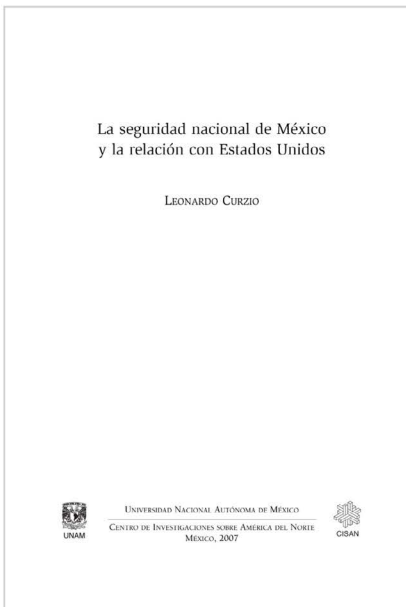 La seguridad nacional de México
y la relación con Estados Unidos
LEONARDO CURZIO
UNIVERSIDAD NACIONAL AUTÓNOMA DE MÉXICO
CENTRO DE INVESTIGACIONES SOBRE AMÉRICA DEL NORTE
MÉXICO, 2007
UNAM
CISAN